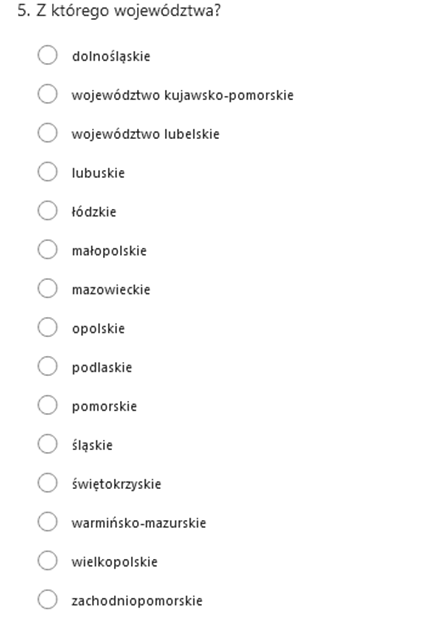 5. Z którego województwa?
dolnośląskie
województwo kujawsko-pomorskie
województwo lubelskie
lubuskie
łódzkie
małopolskie
mazowieckie
opolskie
podlaskie
pomorskie
śląskie
świętokrzyskie
warmińsko-mazurskie
wielkopolskie
zachodniopomorskie